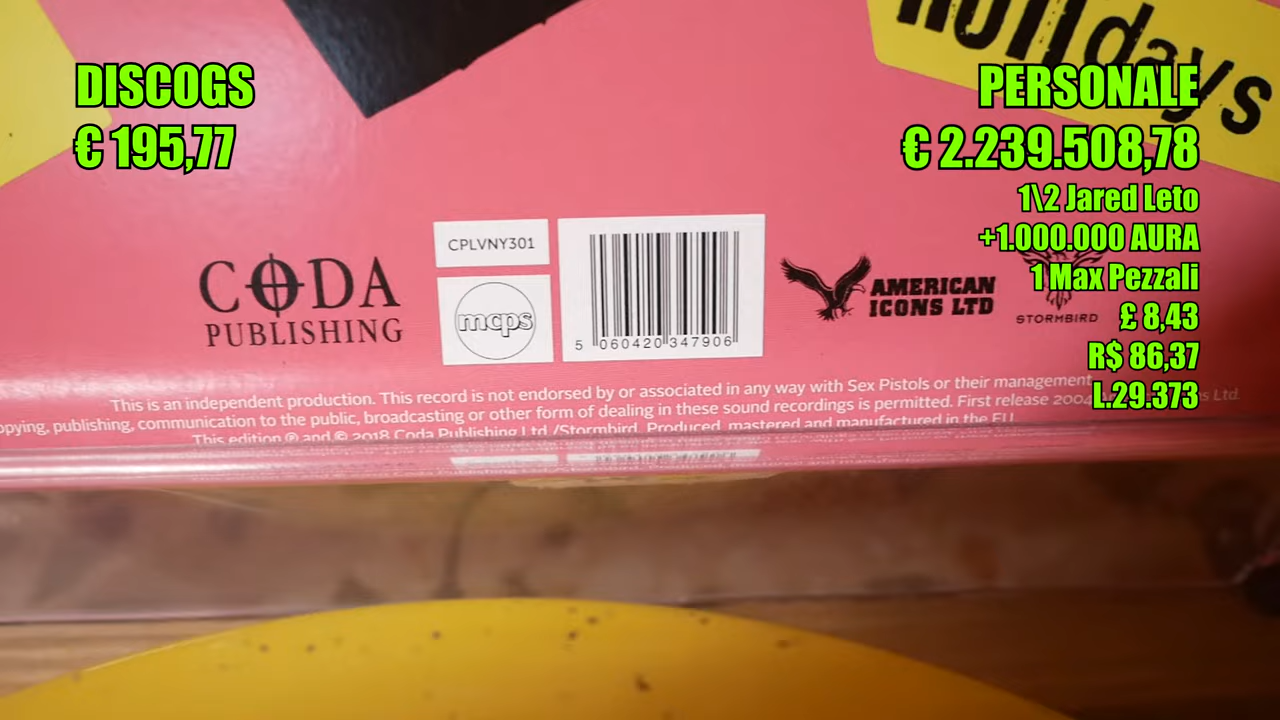 holidays
DISCOGS
€ 195,77
PERSONALE
€ 2.239.508,78
1\2 Jared Leto
+1.000.000 AURA
1 Max Pezzali
£ 8,43
R$ 86,37
L.29.373
CPLVNY301
CODA
PUBLISHING
mcps
5 060420 347906
AMERICAN
ICONS LTD
STORMBIRD
This is an independent production. This record is not endorsed by or associated in any way with Sex Pistols or their management
opying, publishing, communication to the public, broadcasting or other form of dealing in these sound recordings is permitted. First release 2004 s Ltd.
This edition ℗ and © 2018 Coda Publishing Ltd./Stormbird. Produced, mastered and manufactured in the EU.